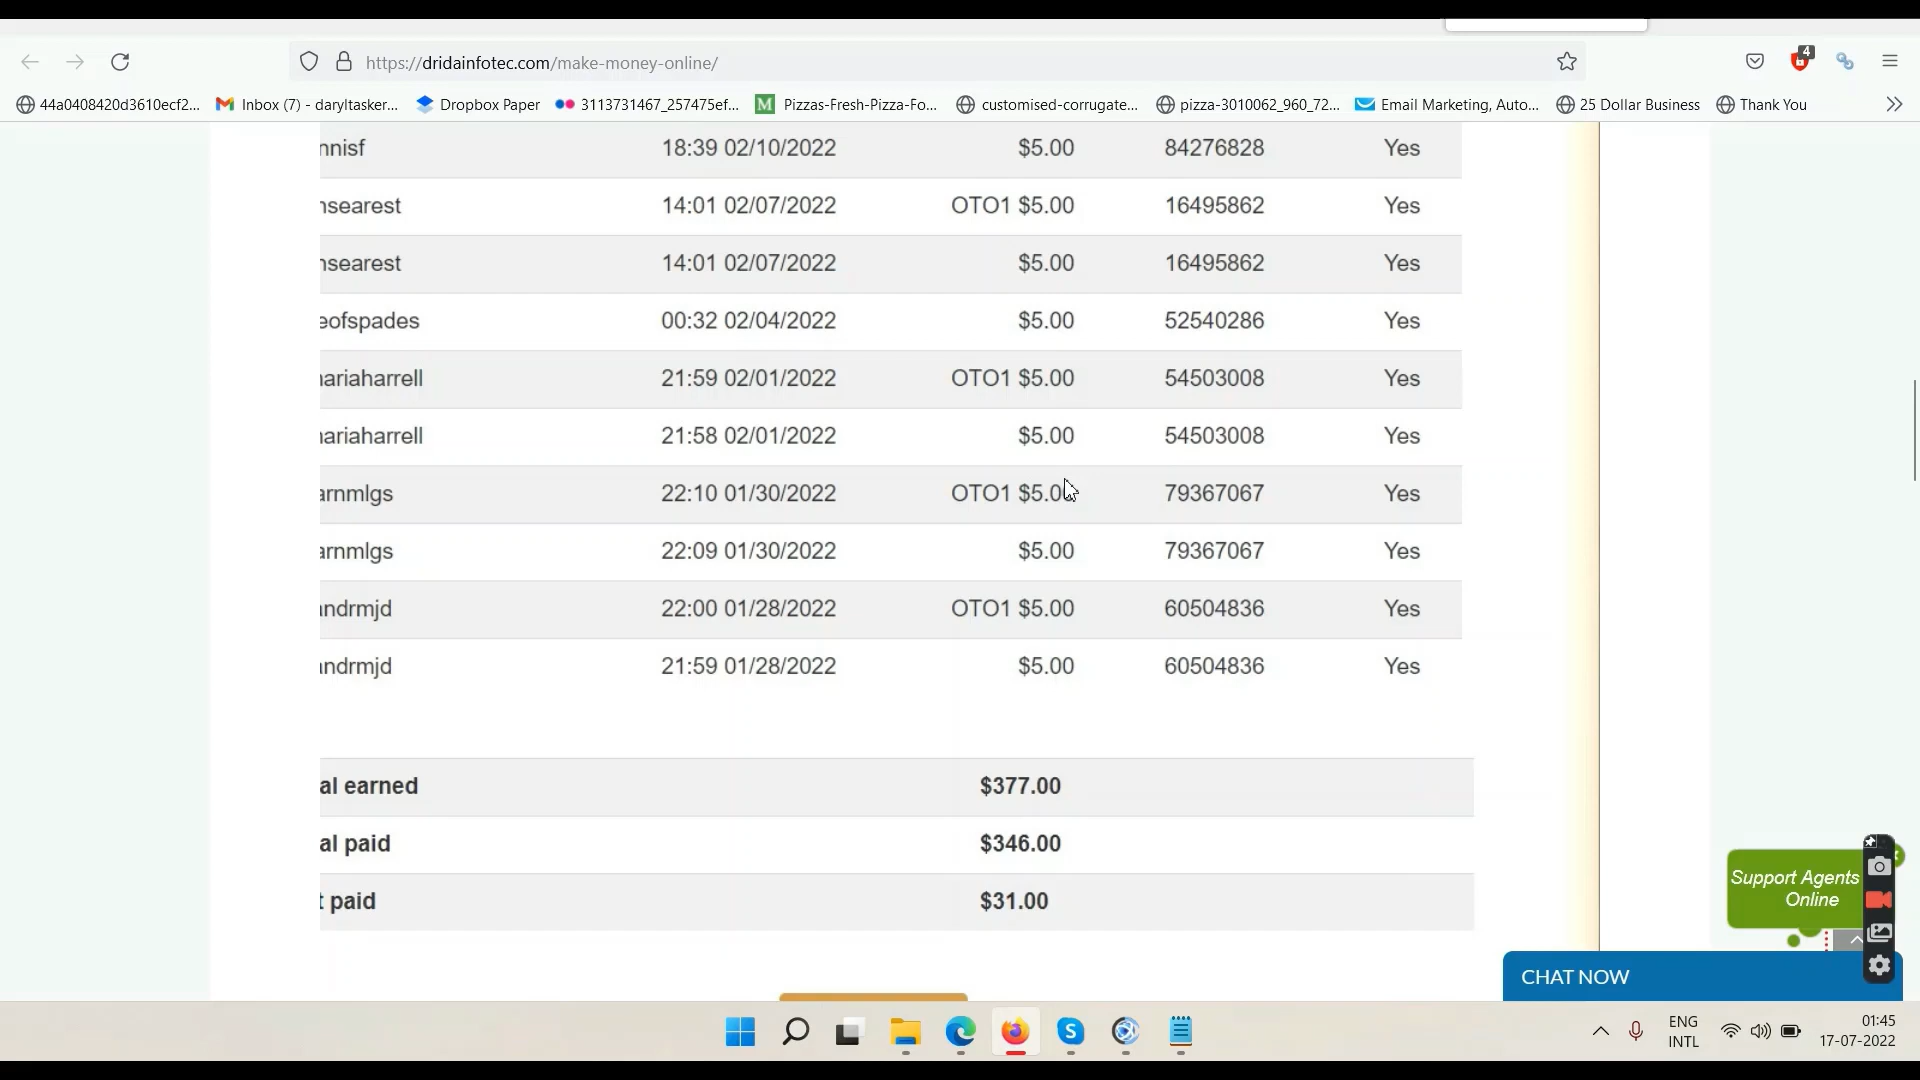 https://dridainfotec.com/make-money-online/
4
44a0408420d3610ecf2... Inbox (7) - daryltasker... Dropbox Paper 3113731467_257475ef... M Pizzas-Fresh-Pizza-Fo... customised-corrugate... pizza-3010062_960_72... Email Marketing, Auto... 25 Dollar Business Thank You
nnisf 18:39 02/10/2022 $5.00 84276828 Yes
nsearest 14:01 02/07/2022 OTO1 $5.00 16495862 Yes
nsearest 14:01 02/07/2022 $5.00 16495862 Yes
eofspades 00:32 02/04/2022 $5.00 52540286 Yes
nariaharrell 21:59 02/01/2022 OTO1 $5.00 54503008 Yes
nariaharrell 21:58 02/01/2022 $5.00 54503008 Yes
arnmlgs 22:10 01/30/2022 OTO1 $5.00 79367067 Yes
arnmlgs 22:09 01/30/2022 $5.00 79367067 Yes
andrmjd 22:00 01/28/2022 OTO1 $5.00 60504836 Yes
andrmjd 21:59 01/28/2022 $5.00 60504836 Yes
al earned $377.00
al paid $346.00
t paid $31.00
Support Agents
Online
CHAT NOW
S
ENG
INTL
01:45
17-07-2022